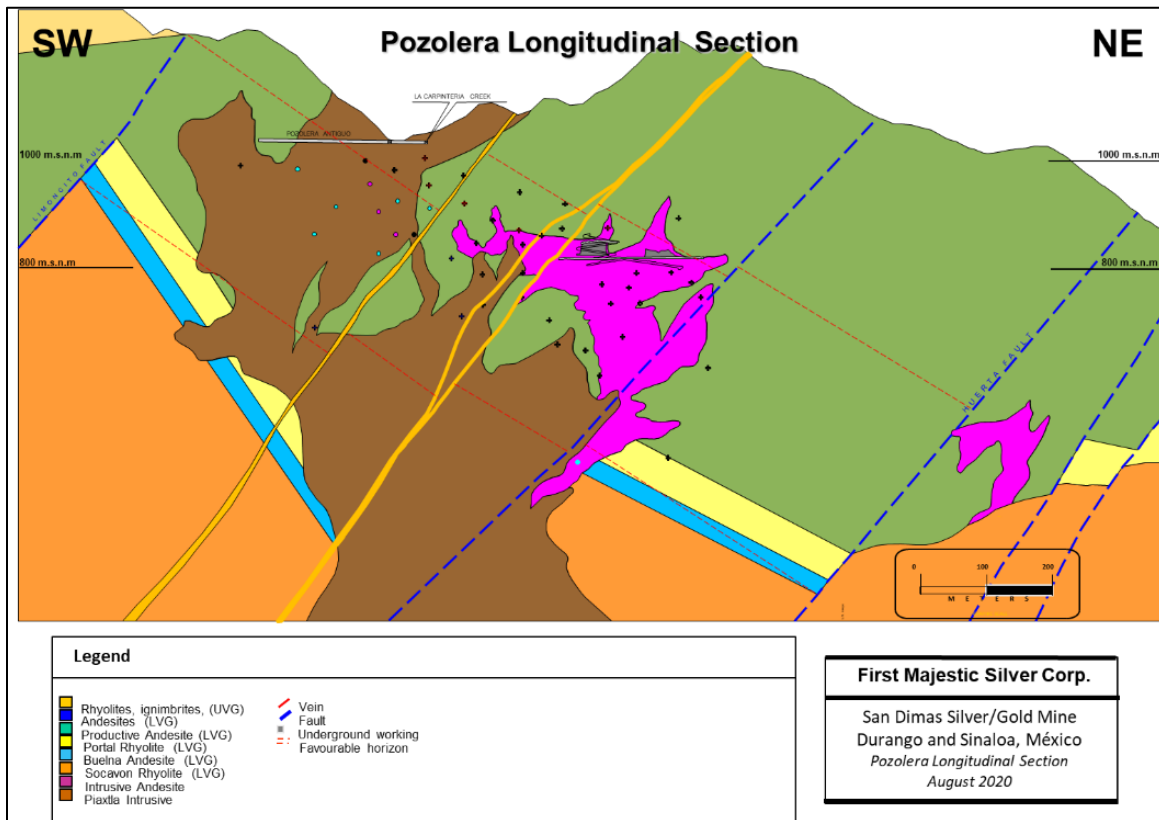 SW
Pozolera Longitudinal Section
NE
LA CARPINTERIA CREEK
POZOLERA ANTIGUO
1000 m.s.n.m
1000 m.s.n.m
LIMONCITO FAULT
800 m.s.n.m
800 m.s.n.m
HUERTA FAULT
0 100 200
METERS
Legend
Rhyolites, ignimbrites, (UVG)
Andesites (LVG)
Productive Andesite (LVG)
Portal Rhyolite (LVG)
Buelna Andesite (LVG)
Socavon Rhyolite (LVG)
Intrusive Andesite
Piaxtla Intrusive
Vein
Fault
Underground working
Favourable horizon
First Majestic Silver Corp.
San Dimas Silver/Gold Mine
Durango and Sinaloa, México
Pozolera Longitudinal Section
August 2020